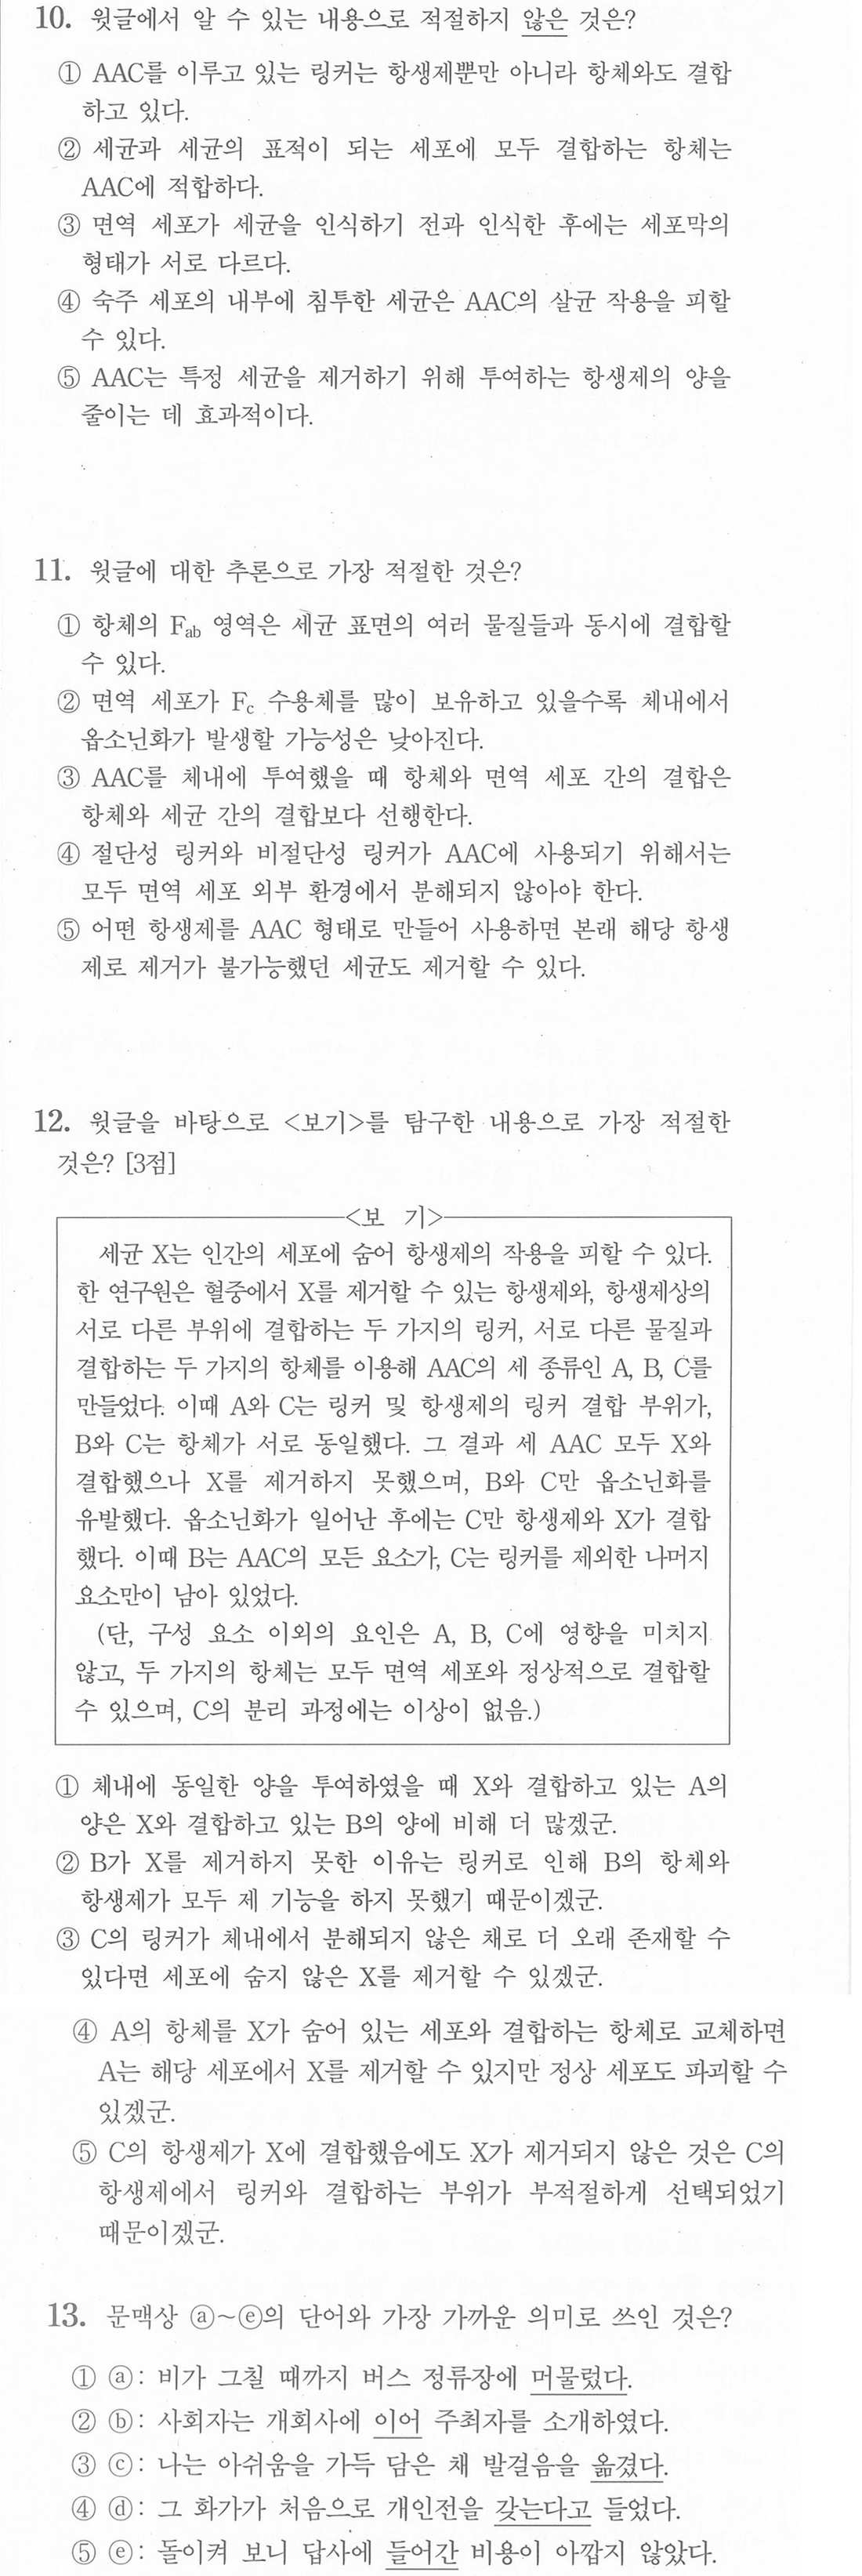 10. 윗글에서 알 수 있는 내용으로 적절하지 않은 것은?
① AAC를 이루고 있는 링커는 항생제뿐만 아니라 항체와도 결합
하고 있다.
② 세균과 세균의 표적이 되는 세포에 모두 결합하는 항체는
AAC에 적합하다.
③ 면역 세포가 세균을 인식하기 전과 인식한 후에는 세포막의
형태가 서로 다르다.
④ 숙주 세포의 내부에 침투한 세균은 AAC의 살균 작용을 피할
수 있다.
⑤ AAC는 특정 세균을 제거하기 위해 투여하는 항생제의 양을
줄이는 데 효과적이다.
11. 윗글에 대한 추론으로 가장 적절한 것은?
① 항체의 Fab 영역은 세균 표면의 여러 물질들과 동시에 결합할
수 있다.
② 면역 세포가 Fc 수용체를 많이 보유하고 있을수록 체내에서
옵소닌화가 발생할 가능성은 낮아진다.
③ AAC를 체내에 투여했을 때 항체와 면역 세포 간의 결합은
항체와 세균 간의 결합보다 선행한다.
④ 절단성 링커와 비절단성 링커가 AAC에 사용되기 위해서는
모두 면역 세포 외부 환경에서 분해되지 않아야 한다.
⑤ 어떤 항생제를 AAC 형태로 만들어 사용하면 본래 해당 항생
제로 제거가 불가능했던 세균도 제거할 수 있다.
12. 윗글을 바탕으로 <보기>를 탐구한 내용으로 가장 적절한
것은? [3점]
<보 기>
세균 X는 인간의 세포에 숨어 항생제의 작용을 피할 수 있다.
한 연구원은 혈중에서 X를 제거할 수 있는 항생제와, 항생제상의
서로 다른 부위에 결합하는 두 가지의 링커, 서로 다른 물질과
결합하는 두 가지의 항체를 이용해 AAC의 세 종류인 A, B, C를
만들었다. 이때 A와 C는 링커 및 항생제의 링커 결합 부위가,
B와 C는 항체가 서로 동일했다. 그 결과 세 AAC 모두 X와
결합했으나 X를 제거하지 못했으며, B와 C만 옵소닌화를
유발했다. 옵소닌화가 일어난 후에는 C만 항생제와 X가 결합
했다. 이때 B는 AAC의 모든 요소가, C는 링커를 제외한 나머지
요소만이 남아 있었다.
(단, 구성 요소 이외의 요인은 A, B, C에 영향을 미치지
않고, 두 가지의 항체는 모두 면역 세포와 정상적으로 결합할
수 있으며, C의 분리 과정에는 이상이 없음.)
① 체내에 동일한 양을 투여하였을 때 X와 결합하고 있는 A의
양은 X와 결합하고 있는 B의 양에 비해 더 많겠군.
② B가 X를 제거하지 못한 이유는 링커로 인해 B의 항체와
항생제가 모두 제 기능을 하지 못했기 때문이겠군.
③ C의 링커가 체내에서 분해되지 않은 채로 더 오래 존재할 수
있다면 세포에 숨지 않은 X를 제거할 수 있겠군.
④ A의 항체를 X가 숨어 있는 세포와 결합하는 항체로 교체하면
A는 해당 세포에서 X를 제거할 수 있지만 정상 세포도 파괴할 수
있겠군.
⑤ C의 항생제가 X에 결합했음에도 X가 제거되지 않은 것은 C의
항생제에서 링커와 결합하는 부위가 부적절하게 선택되었기
때문이겠군.
13. 문맥상 ⓐ~ⓔ의 단어와 가장 가까운 의미로 쓰인 것은?
① ⓐ: 비가 그칠 때까지 버스 정류장에 머물렀다.
② ⓑ: 사회자는 개회사에 이어 주최자를 소개하였다.
③ ⓒ: 나는 아쉬움을 가득 담은 채 발걸음을 옮겼다.
④ ⓓ: 그 화가가 처음으로 개인전을 갖는다고 들었다.
⑤ ⓔ: 돌이켜 보니 답사에 들어간 비용이 아깝지 않았다.